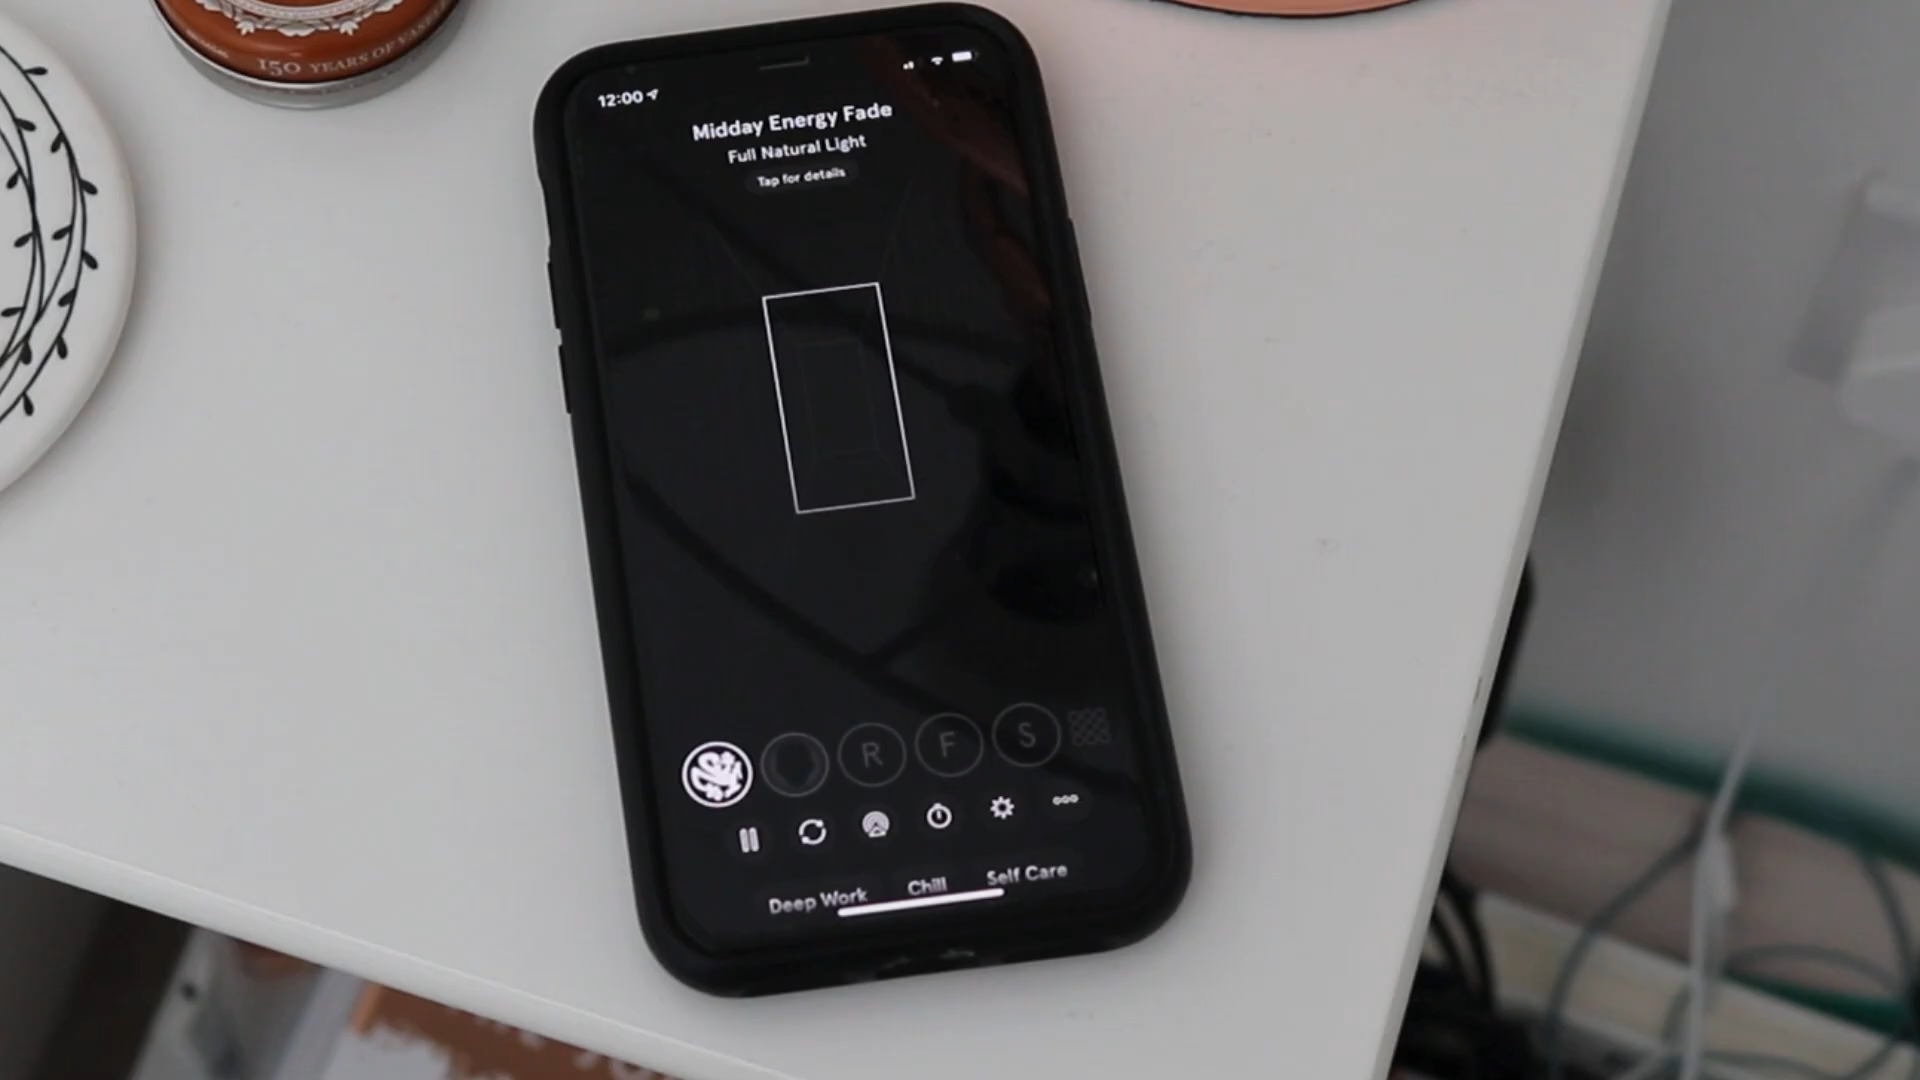 150 YEARS OF VASELINE
12:00
Midday Energy Fade
Full Natural Light
Tap for details
R F S
Deep Work Chill Self Care